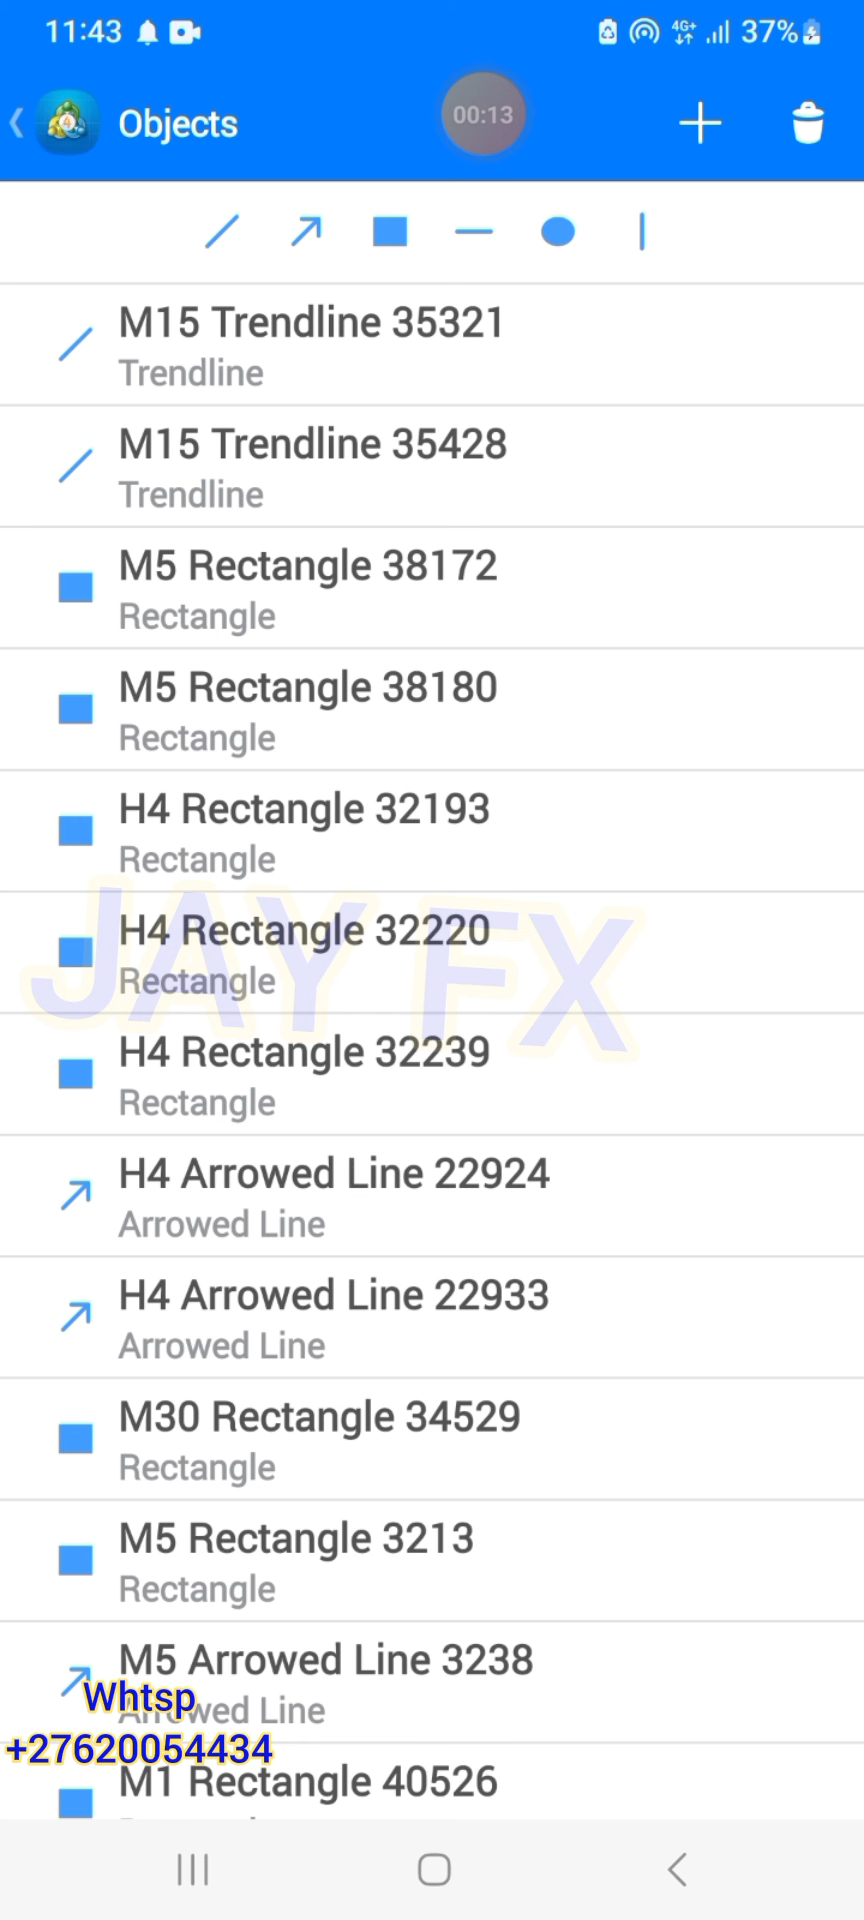 11:43 4G+ 37%
Objects 00:13
M15 Trendline 35321
Trendline
M15 Trendline 35428
Trendline
M5 Rectangle 38172
Rectangle
M5 Rectangle 38180
Rectangle
H4 Rectangle 32193
Rectangle
H4 Rectangle 32220
Rectangle
JAY FX
H4 Rectangle 32239
Rectangle
H4 Arrowed Line 22924
Arrowed Line
H4 Arrowed Line 22933
Arrowed Line
M30 Rectangle 34529
Rectangle
M5 Rectangle 3213
Rectangle
M5 Arrowed Line 3238
Arrowed Line
Whtsp
+27620054434
M1 Rectangle 40526